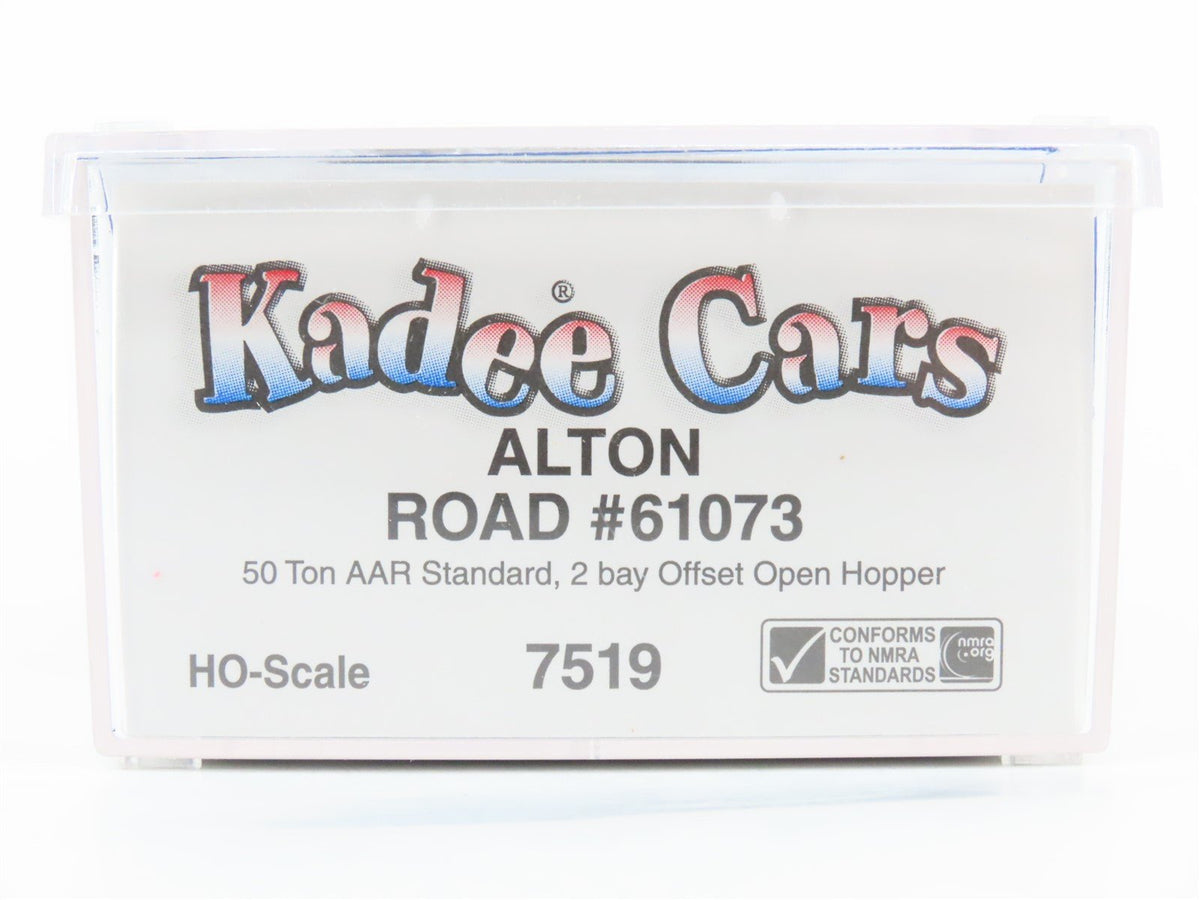 Kadee® Cars
ALTON
ROAD #61073
50 Ton AAR Standard, 2 bay Offset Open Hopper
HO-Scale
7519
CONFORMS
TO NMRA
STANDARDS
nmra
.org